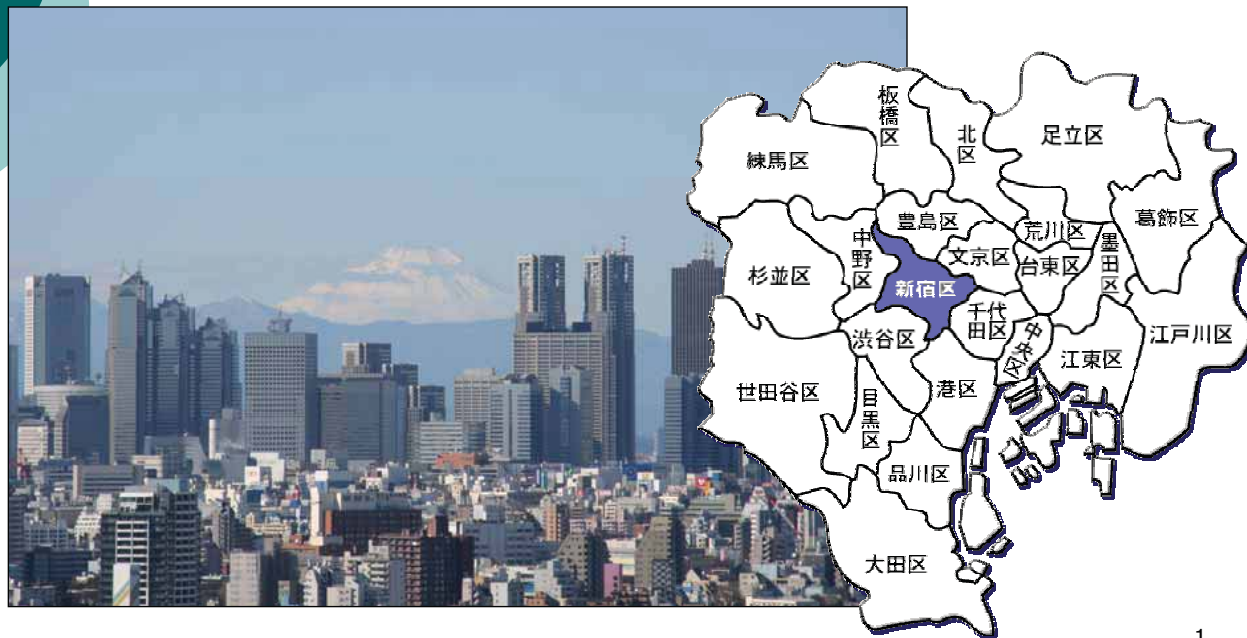 板橋区
北区
足立区
練馬区
葛飾区
豊島区
荒川区
中野区
文京区
台東区
墨田区
杉並区
新宿区
千代
田区
中央区
江戸川区
渋谷区
江東区
世田谷区
目黒区
港区
品川区
大田区
1